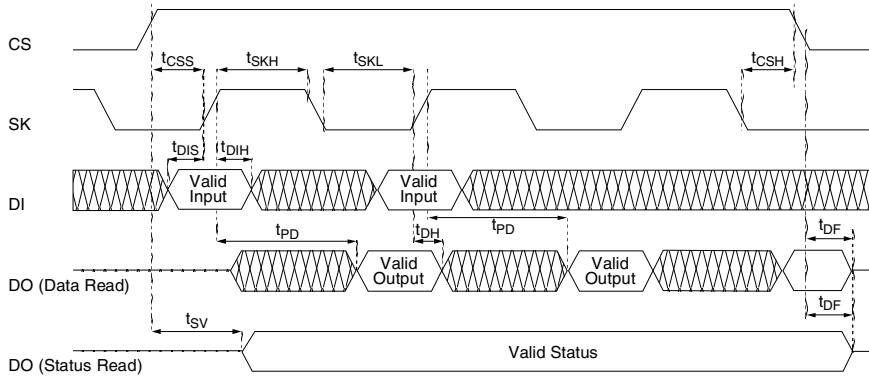 CS
tCSS
tSKH
tSKL
tCSH
SK
tDIS
tDIH
DI
Valid Input
Valid Input
tPD
tDH
tPD
tDF
DO (Data Read)
Valid Output
Valid Output
tDF
tSV
DO (Status Read)
Valid Status